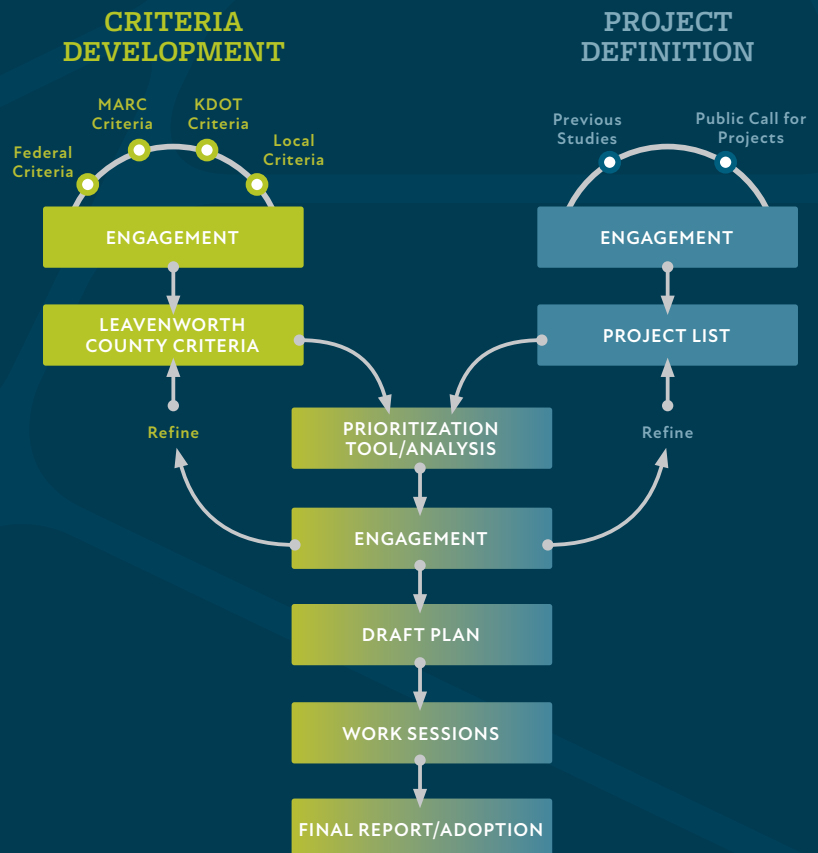 CRITERIA
DEVELOPMENT
PROJECT
DEFINITION
MARC
Criteria
KDOT
Criteria
Federal
Criteria
Local
Criteria
Previous
Studies
Public Call for
Projects
ENGAGEMENT
ENGAGEMENT
LEAVENWORTH
COUNTY CRITERIA
PROJECT LIST
Refine
Refine
PRIORITIZATION
TOOL/ANALYSIS
ENGAGEMENT
DRAFT PLAN
WORK SESSIONS
FINAL REPORT/ADOPTION